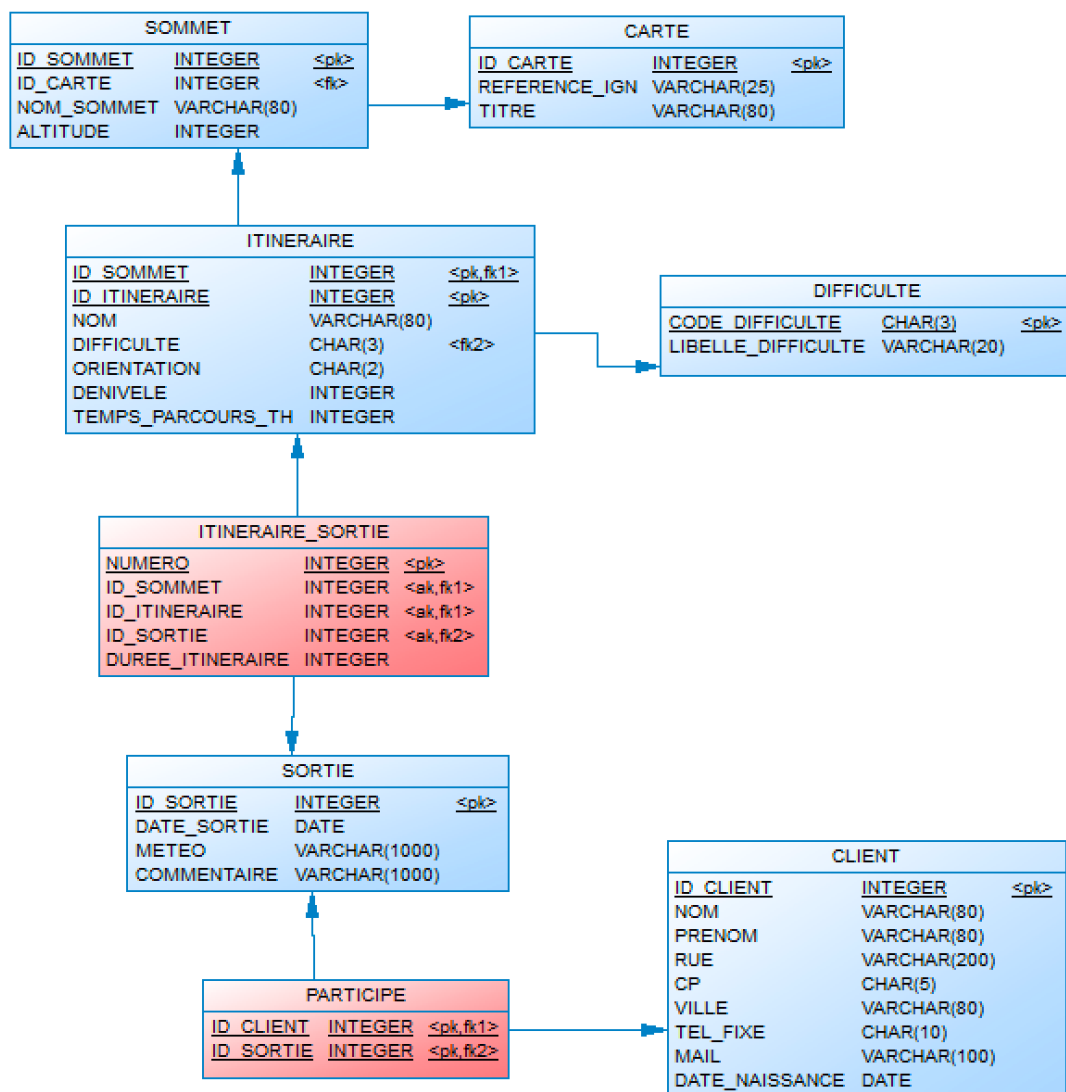 SOMMET
ID_SOMMET INTEGER <pk>
ID_CARTE INTEGER <fk>
NOM_SOMMET VARCHAR(80)
ALTITUDE INTEGER
CARTE
ID_CARTE INTEGER <pk>
REFERENCE_IGN VARCHAR(25)
TITRE VARCHAR(80)
ITINERAIRE
ID_SOMMET INTEGER <pk,fk1>
ID_ITINERAIRE INTEGER <pk>
NOM VARCHAR(80)
DIFFICULTE CHAR(3) <fk2>
ORIENTATION CHAR(2)
DENIVELE INTEGER
TEMPS_PARCOURS_TH INTEGER
DIFFICULTE
CODE_DIFFICULTE CHAR(3) <pk>
LIBELLE_DIFFICULTE VARCHAR(20)
ITINERAIRE_SORTIE
NUMERO INTEGER <pk>
ID_SOMMET INTEGER <ak,fk1>
ID_ITINERAIRE INTEGER <ak,fk1>
ID_SORTIE INTEGER <ak,fk2>
DUREE_ITINERAIRE INTEGER
SORTIE
ID_SORTIE INTEGER <pk>
DATE_SORTIE DATE
METEO VARCHAR(1000)
COMMENTAIRE VARCHAR(1000)
CLIENT
ID_CLIENT INTEGER <pk>
NOM VARCHAR(80)
PRENOM VARCHAR(80)
RUE VARCHAR(200)
CP CHAR(5)
VILLE VARCHAR(80)
TEL_FIXE CHAR(10)
MAIL VARCHAR(100)
DATE_NAISSANCE DATE
PARTICIPE
ID_CLIENT INTEGER <pk,fk1>
ID_SORTIE INTEGER <pk,fk2>